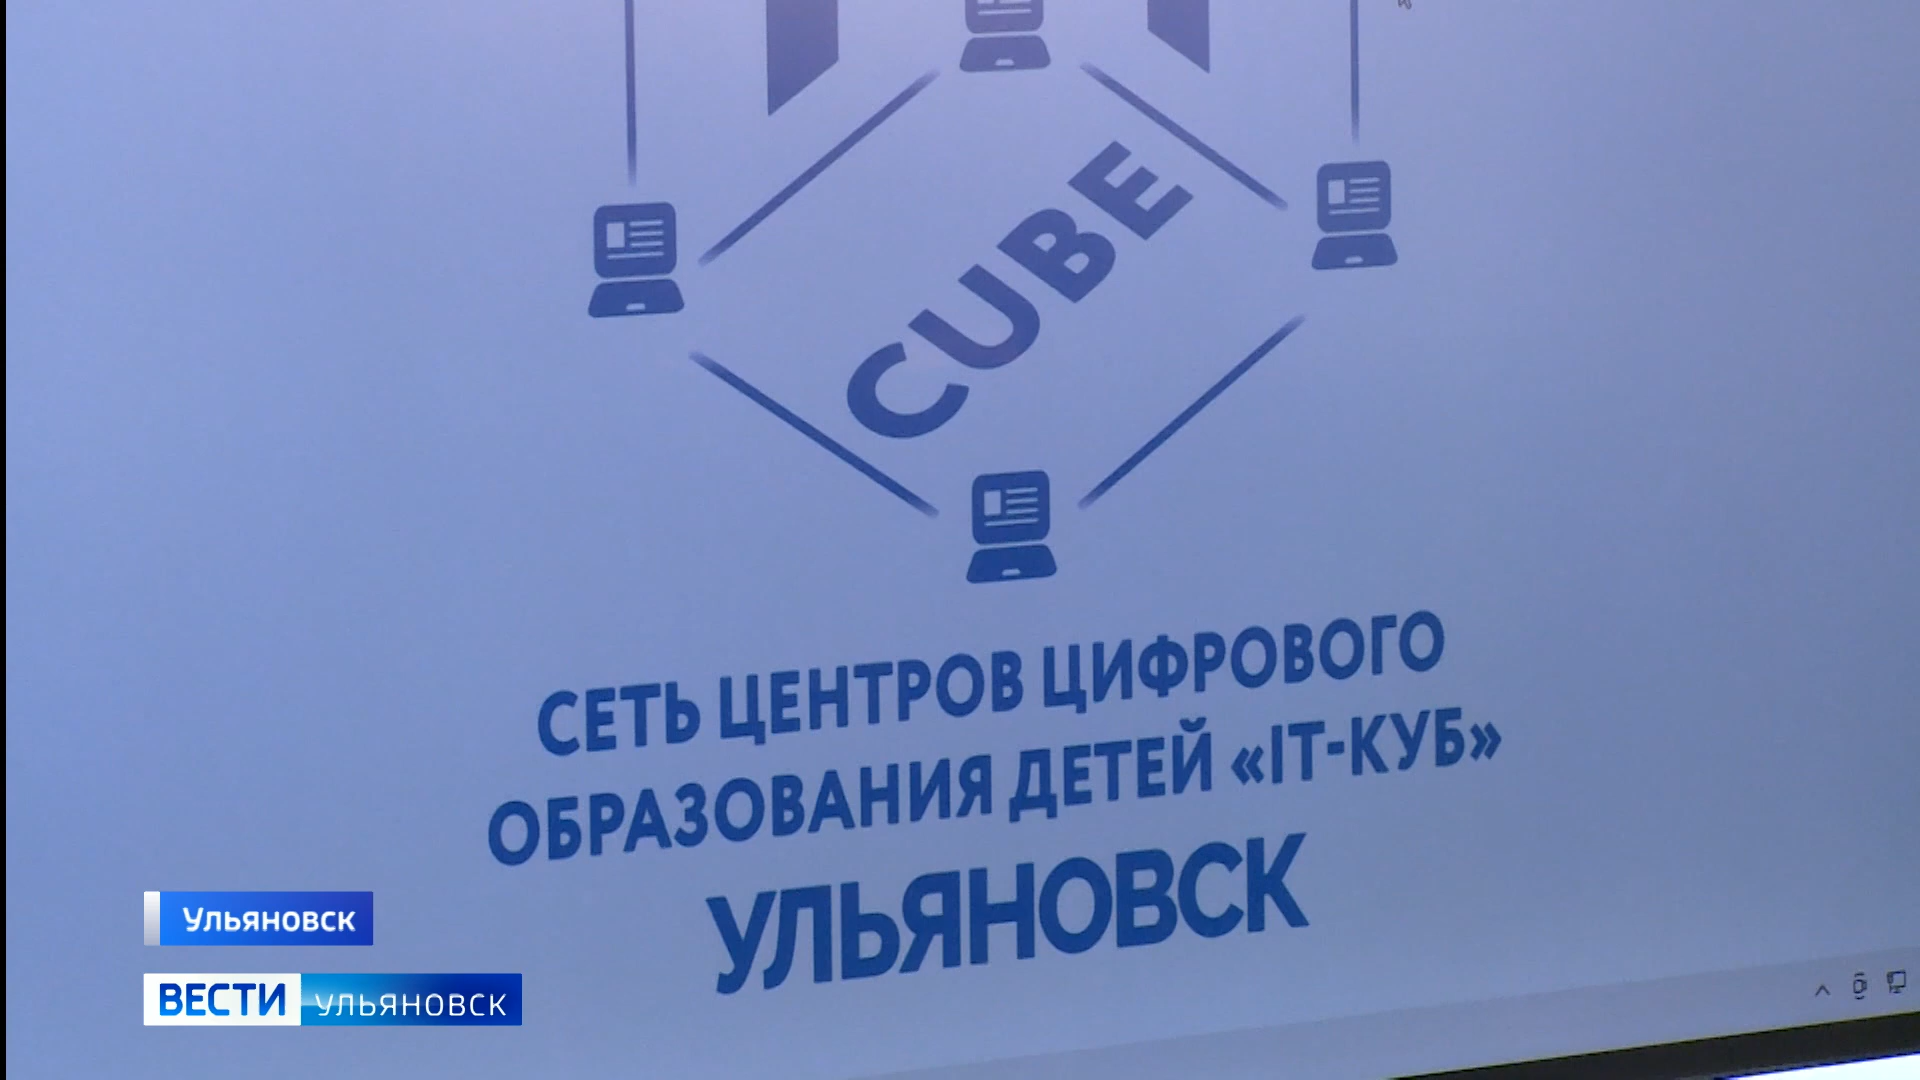 CUBE
СЕТЬ ЦЕНТРОВ ЦИФРОВОГО
ОБРАЗОВАНИЯ ДЕТЕЙ «IT-КУБ»
УЛЬЯНОВСК
Ульяновск
ВЕСТИ УЛЬЯНОВСК